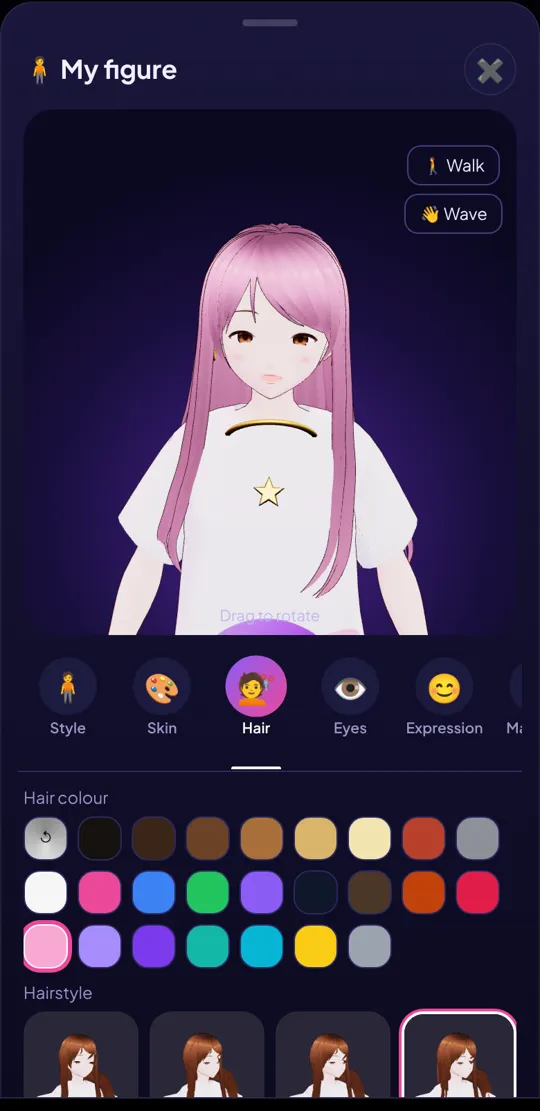 My figure
Walk
Wave
Drag to rotate
Style
Skin
Hair
Eyes
Expression
Hair colour
Hairstyle